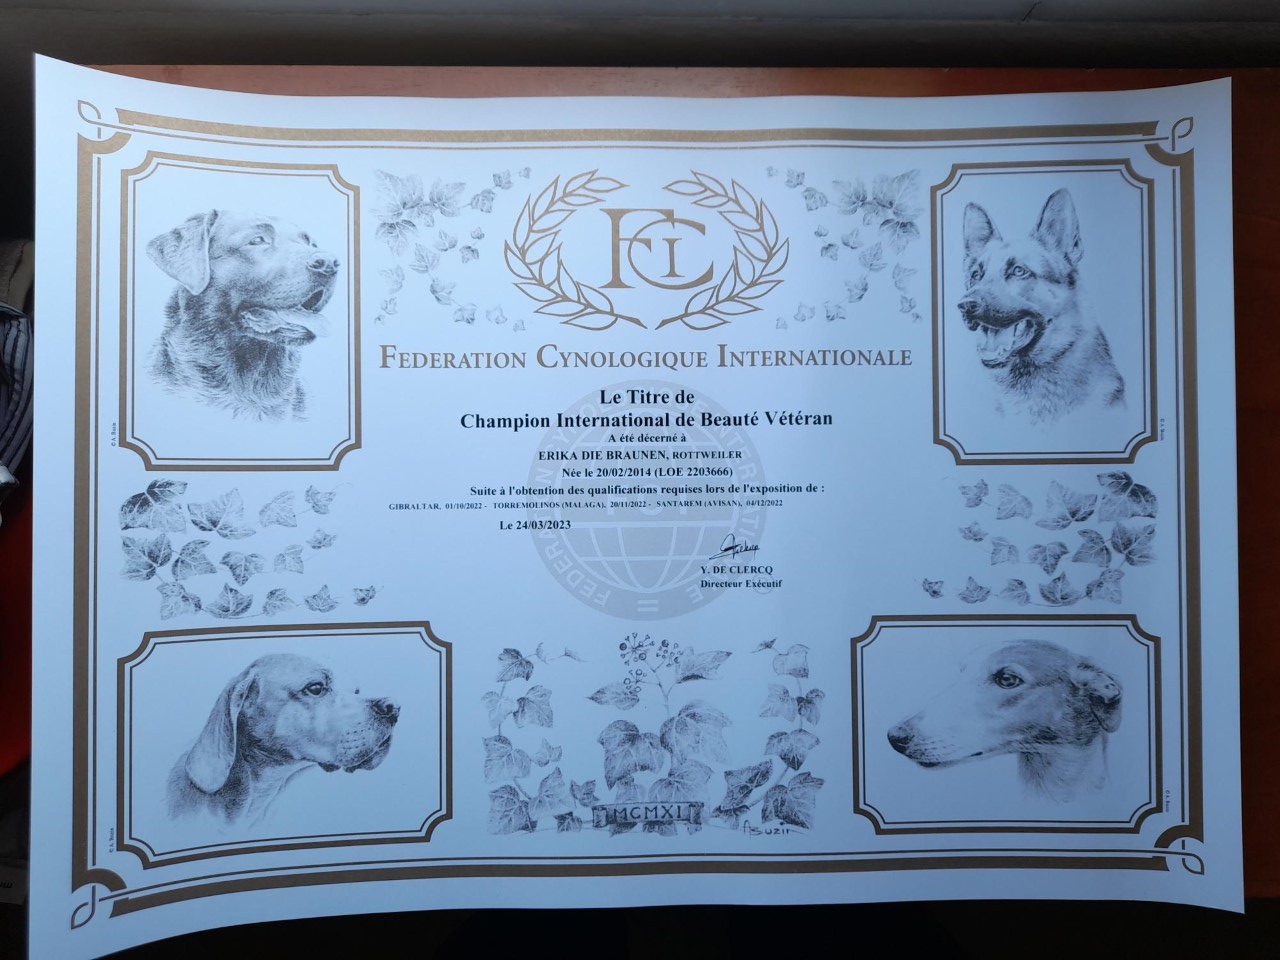 FCI
FEDERATION CYNOLOGIQUE INTERNATIONALE
Le Titre de
Champion International de Beauté Vétéran
A été décerné à
ERIKA DIE BRAUNEN, ROTTWEILER
Née le 20/02/2014 (LOE 2203666)
Suite à l'obtention des qualifications requises lors de l'exposition de :
GIBRALTAR, 01/10/2022 - TORREMOLINOS (MALAGA), 20/11/2022 - SANTAREM (AVISAN), 04/12/2022
Le 24/03/2023
Y. DE CLERCQ
Directeur Exécutif
MCMXI
ABuzin